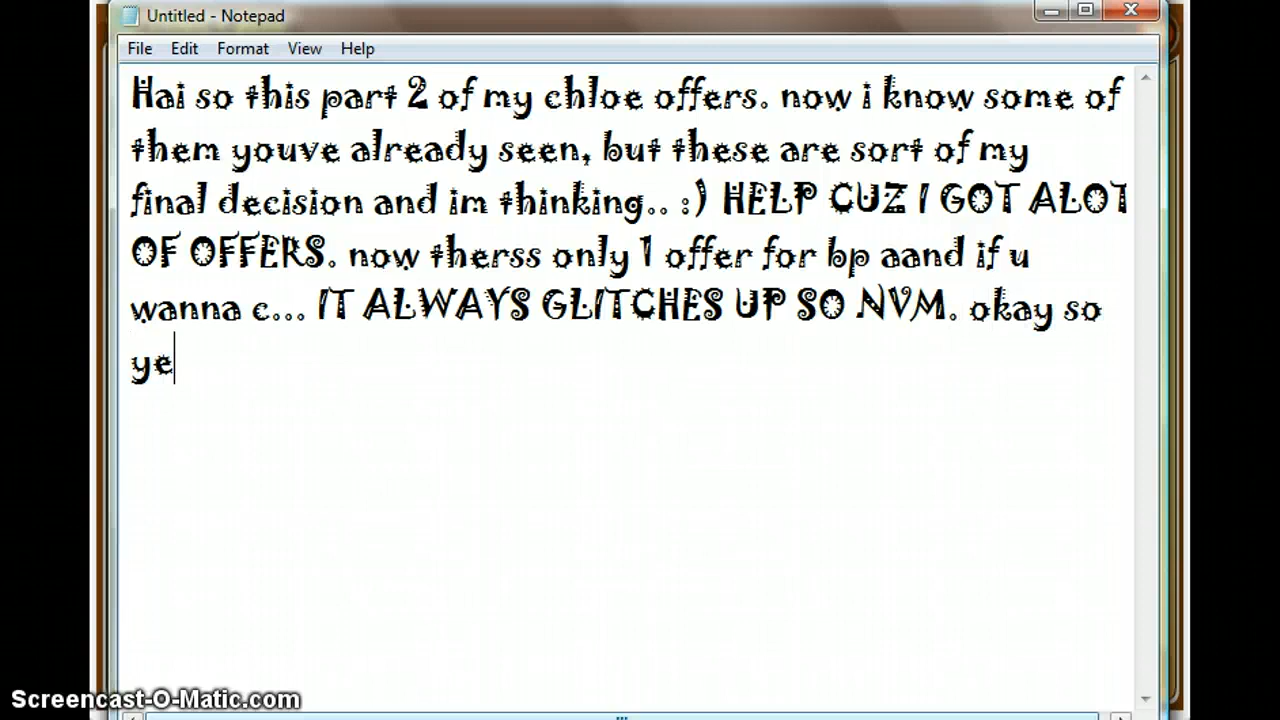 Untitled - Notepad
File Edit Format View Help
Hai so this part 2 of my chloe offers. now i know some of
them youve already seen, but these are sort of my
final decision and im thinking.. :) HELP CUZ I GOT ALOT
OF OFFERS. now therss only 1 offer for bp aand if u
wanna c... IT ALWAYS GLITCHES UP SO NVM. okay so
ye
Screencast-O-Matic.com